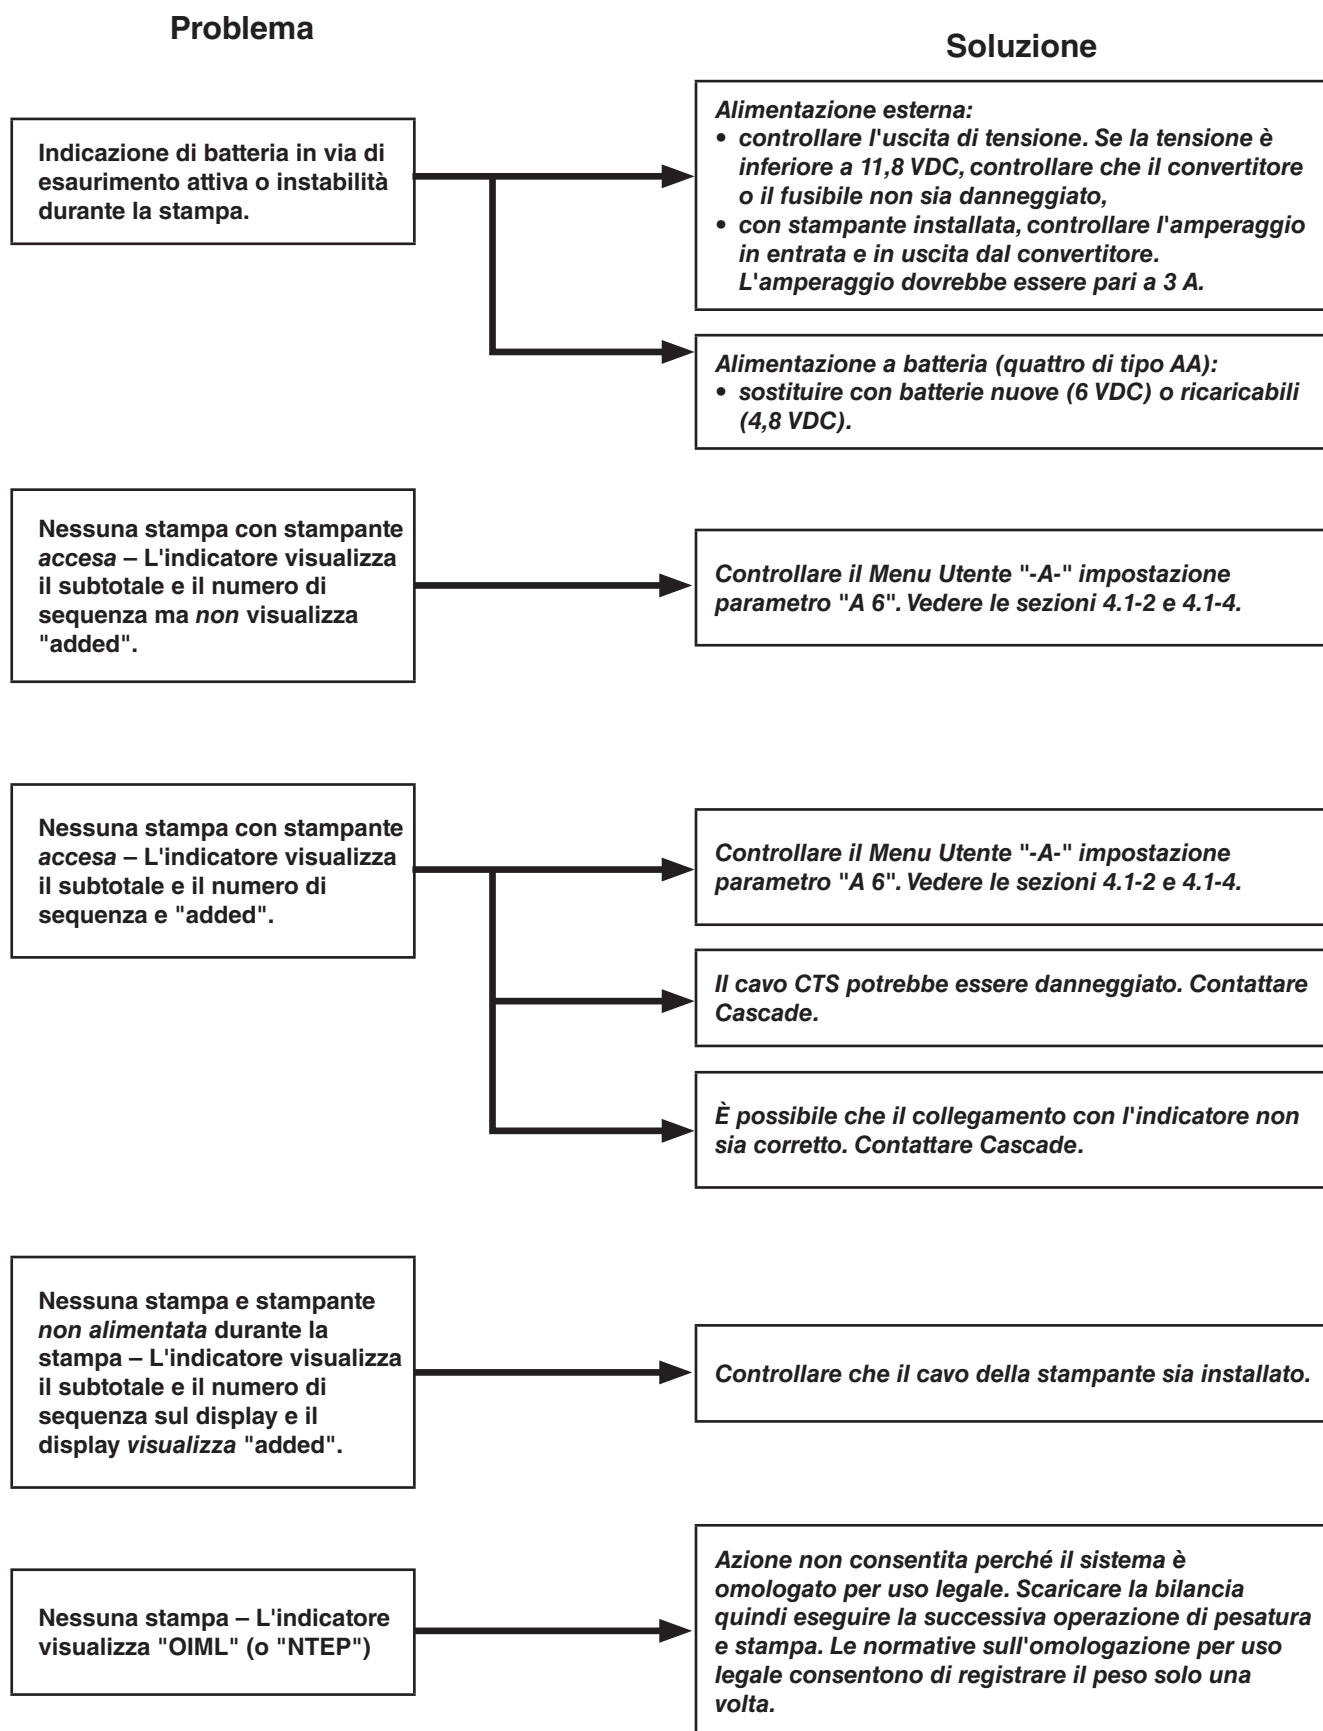 Problema
Soluzione
Indicazione di batteria in via di
esaurimento attiva o instabilità
durante la stampa.
Alimentazione esterna:
• controllare l'uscita di tensione. Se la tensione è
inferiore a 11,8 VDC, controllare che il convertitore
o il fusibile non sia danneggiato,
• con stampante installata, controllare l'amperaggio
in entrata e in uscita dal convertitore.
L'amperaggio dovrebbe essere pari a 3 A.
Alimentazione a batteria (quattro di tipo AA):
• sostituire con batterie nuove (6 VDC) o ricaricabili
(4,8 VDC).
Nessuna stampa con stampante
accesa – L'indicatore visualizza
il subtotale e il numero di
sequenza ma non visualizza
"added".
Controllare il Menu Utente "-A-" impostazione
parametro "A 6". Vedere le sezioni 4.1-2 e 4.1-4.
Nessuna stampa con stampante
accesa – L'indicatore visualizza
il subtotale e il numero di
sequenza e "added".
Controllare il Menu Utente "-A-" impostazione
parametro "A 6". Vedere le sezioni 4.1-2 e 4.1-4.
Il cavo CTS potrebbe essere danneggiato. Contattare
Cascade.
È possibile che il collegamento con l'indicatore non
sia corretto. Contattare Cascade.
Nessuna stampa e stampante
non alimentata durante la
stampa – L'indicatore visualizza
il subtotale e il numero di
sequenza sul display e il
display visualizza "added".
Controllare che il cavo della stampante sia installato.
Nessuna stampa – L'indicatore
visualizza "OIML" (o "NTEP")
Azione non consentita perché il sistema è
omologato per uso legale. Scaricare la bilancia
quindi eseguire la successiva operazione di pesatura
e stampa. Le normative sull'omologazione per uso
legale consentono di registrare il peso solo una
volta.